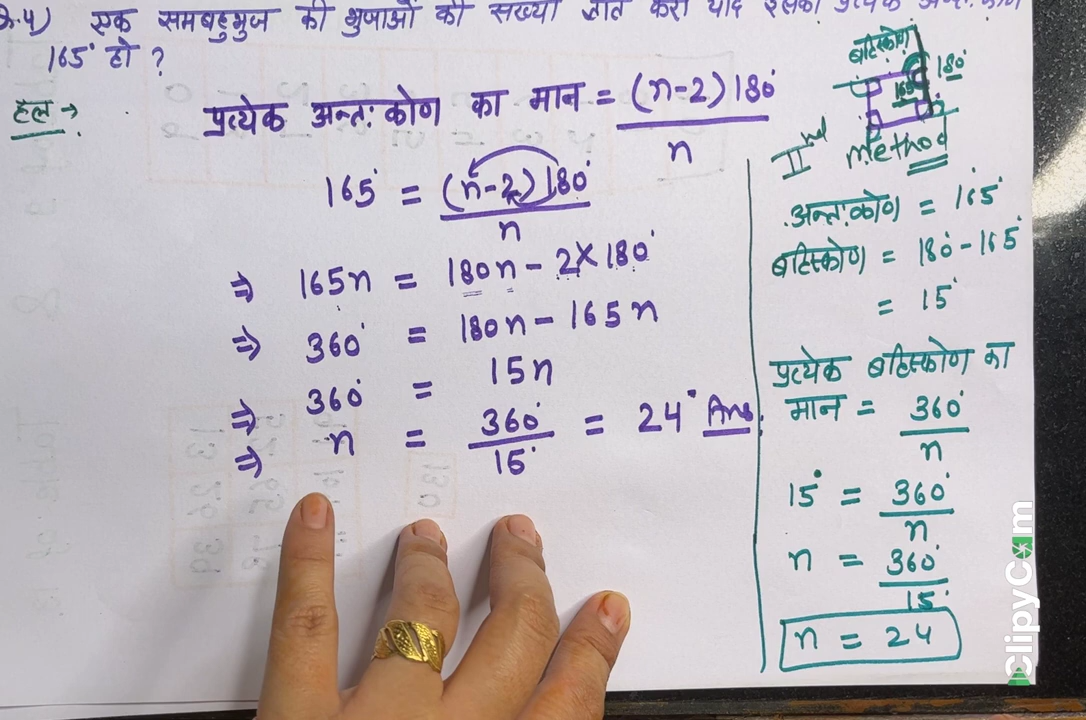 एक समबहुभुज की भुजाओं की संख्या ज्ञात करो यदि इसका प्रत्येक अन्तः कोण
165° हो ?
हल → प्रत्येक अन्तः कोण का मान = (n-2)180°
n
165° = (n-2)180°
n
⇒ 165n = 180n - 2×180°
⇒ 360° = 180n - 165n
⇒ 360° = 15n
⇒ n = 360° = 24° Ans.
15°
बहिस्कोण
180°
165°
IInd Method
अन्तः कोण = 165°
बहिस्कोण = 180° - 165°
= 15°
प्रत्येक बहिस्कोण का
मान = 360°
n
15° = 360°
n
n = 360°
15
n = 24
ClipyCam